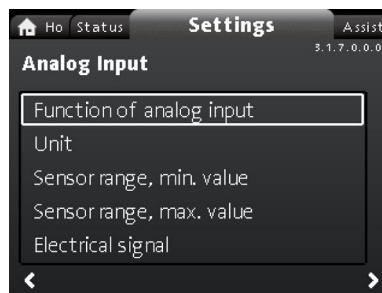 Ho Status Settings Assist
3.1.7.0.0.0
Analog Input
Function of analog input
Unit
Sensor range, min. value
Sensor range, max. value
Electrical signal